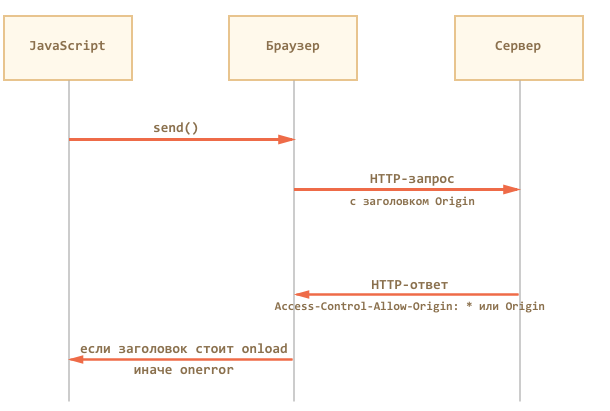 JavaScript
Браузер
Сервер
send()
HTTP-запрос
с заголовком Origin
HTTP-ответ
Access-Control-Allow-Origin: * или Origin
если заголовок стоит onload
иначе onerror